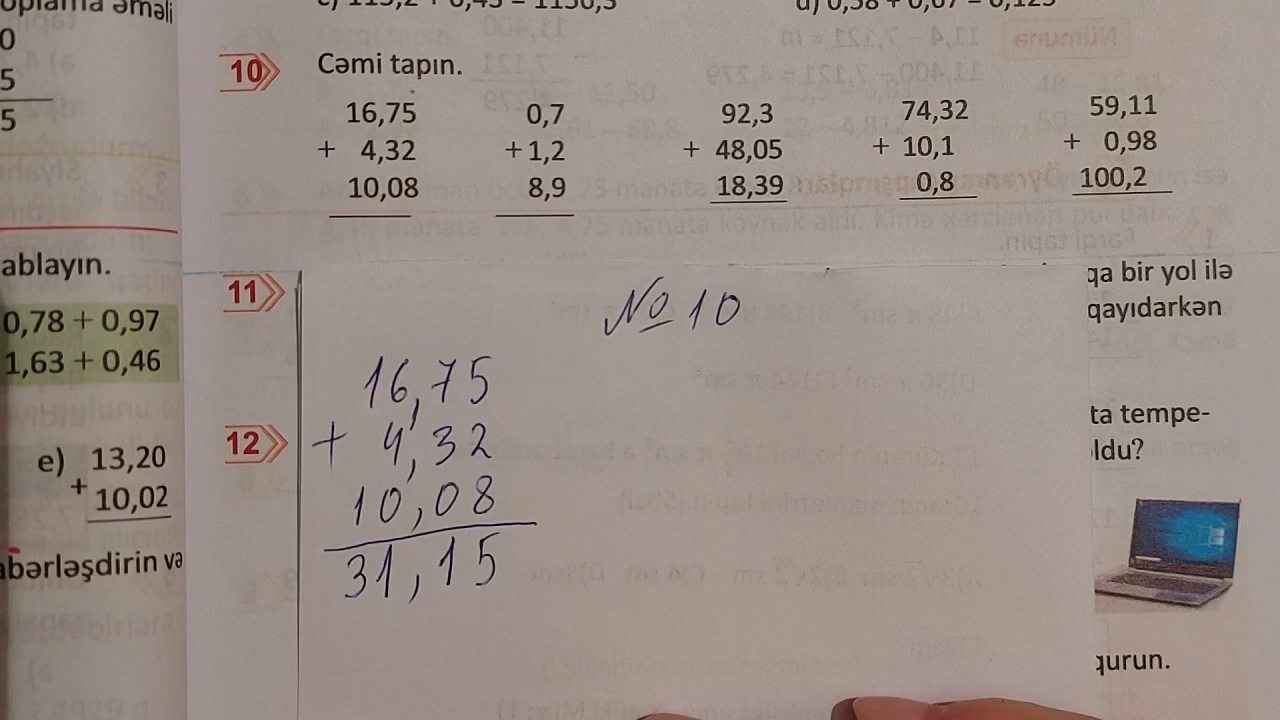 0
5
5
ablayın.
0,78 + 0,97
1,63 + 0,46
e) 13,20
+ 10,02
10 Cəmi tapın.
16,75 0,7 92,3 74,32 59,11
+ 4,32 + 1,2 + 48,05 + 10,1 + 0,98
10,08 8,9 18,39 0,8 100,2
11
qa bir yol ilə
qayıdarkən
12
ta tempe-
ldu?
qurun.
№ 10
16,75
+ 4,32
10,08
31,15